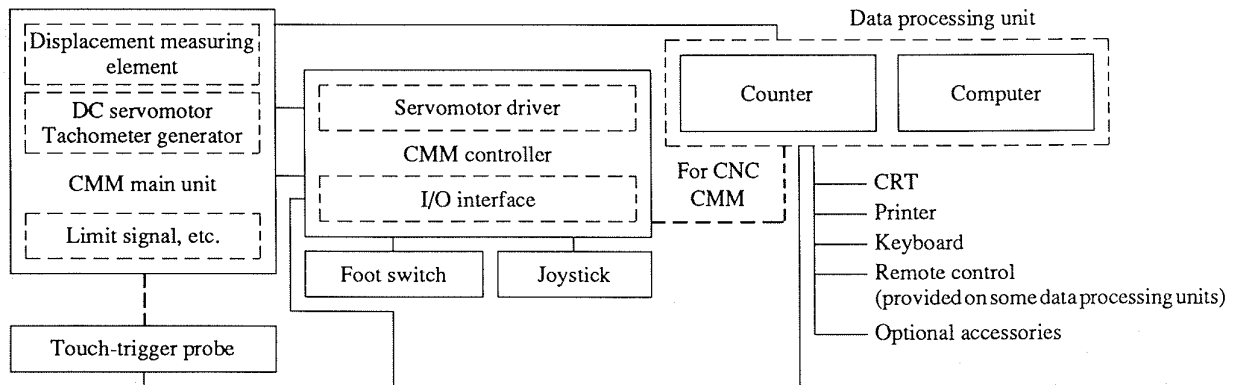 Data processing unit
Displacement measuring
element
DC servomotor
Tachometer generator
CMM main unit
Limit signal, etc.
Touch-trigger probe
Servomotor driver
CMM controller
I/O interface
Foot switch
Joystick
Counter
Computer
For CNC
CMM
CRT
Printer
Keyboard
Remote control
(provided on some data processing units)
Optional accessories